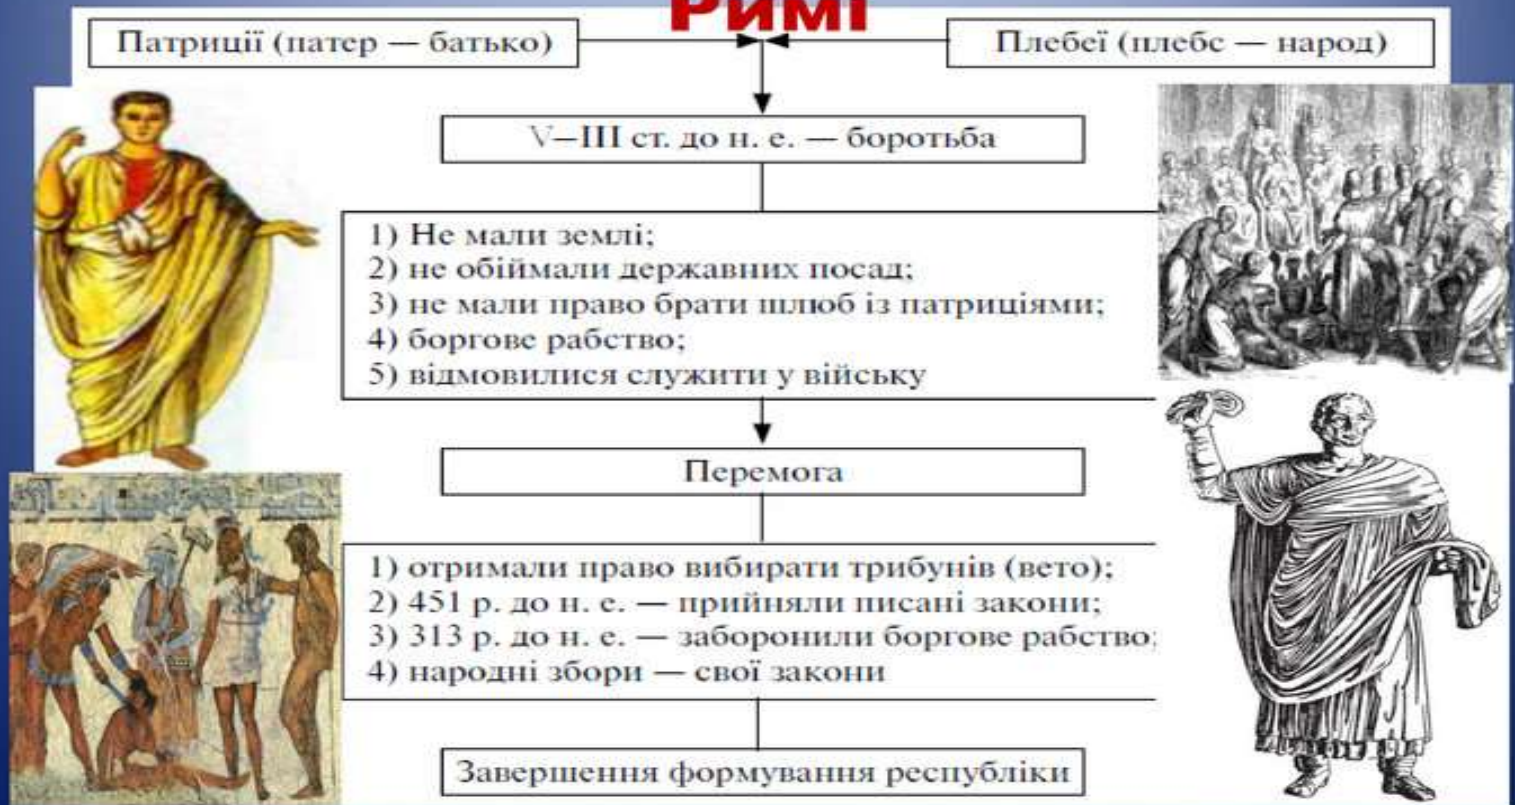 Римі
Патриції (патер — батько)
Плебеї (плебс — народ)
V–III ст. до н. е. — боротьба
1) Не мали землі;
2) не обіймали державних посад;
3) не мали право брати шлюб із патриціями;
4) боргове рабство;
5) відмовилися служити у війську
Перемога
1) отримали право вибирати трибунів (вето);
2) 451 р. до н. е. — прийняли писані закони;
3) 313 р. до н. е. — заборонили боргове рабство;
4) народні збори — свої закони
Завершення формування республіки